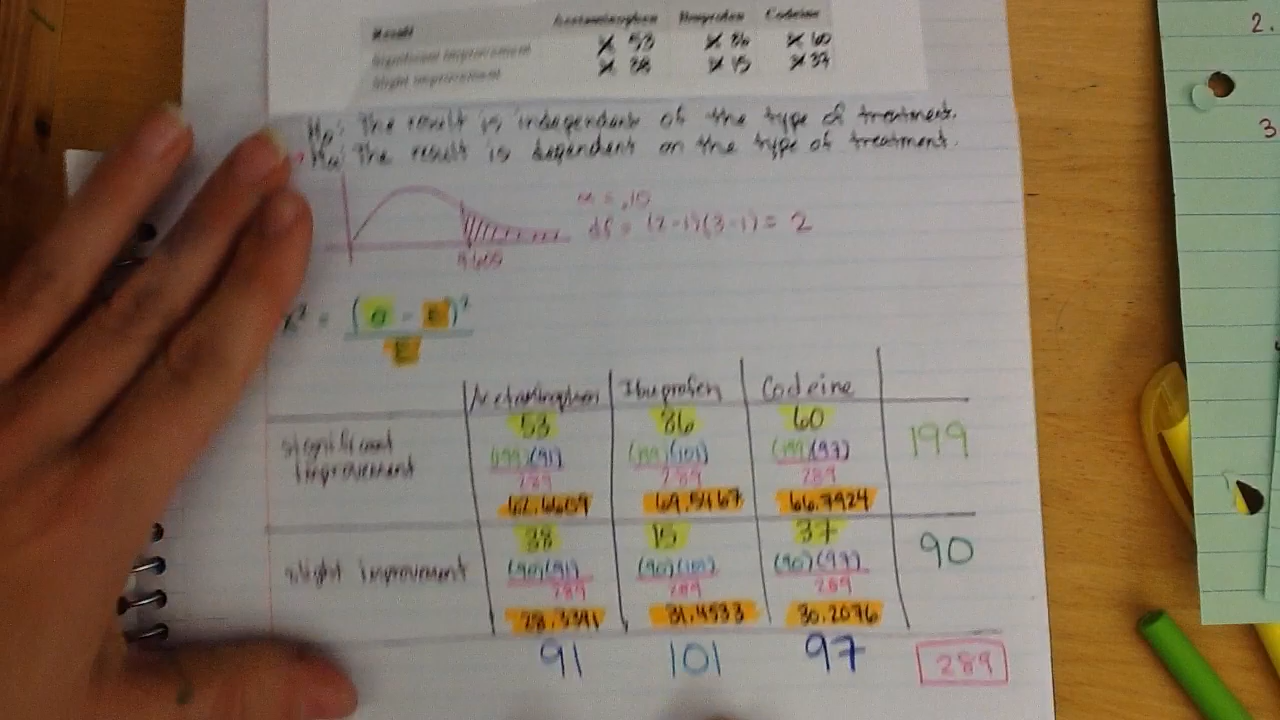 Result Acetaminophen Ibuprofen Codeine
Significant improvement 53 86 60
Slight improvement 38 15 37
H₀: The result is independent of the type of treatment.
Hₐ: The result is dependent on the type of treatment.
α = .10
df = (2-1)(3-1) = 2
x² = (O - E)²
E
Acetaminophen Ibuprofen Codeine
significant improvement 53 86 60 199
(199)(91) (199)(101) (199)(97)
289 289 289
62.6609 69.5467 66.7924
slight improvement 38 15 37 90
(90)(91) (90)(101) (90)(97)
289 289 289
28.3391 31.4533 30.2076
91 101 97 289
2.
3